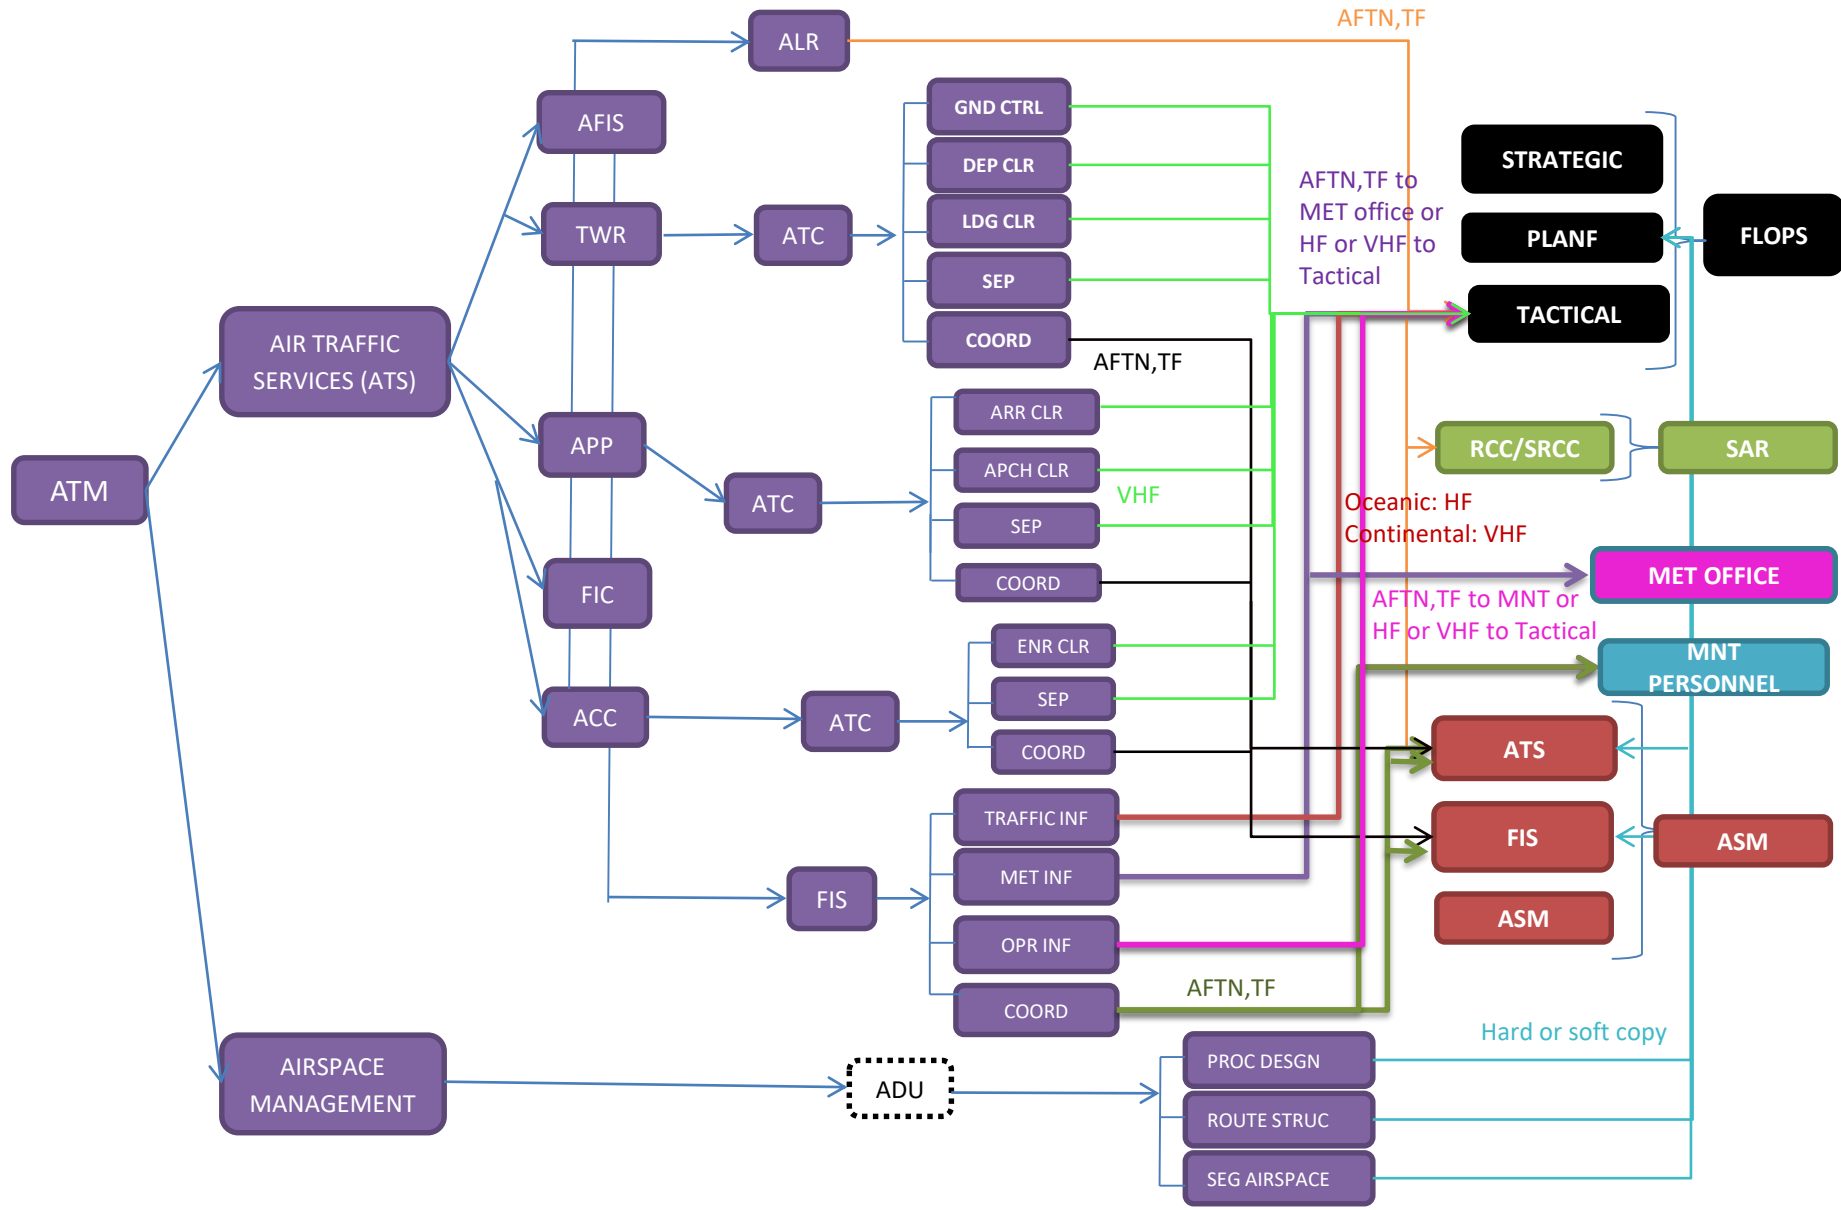 AFTN,TF
ALR
AFIS
GND CTRL
DEP CLR
LDG CLR
SEP
COORD
TWR
ATC
AFTN,TF to
MET office or
HF or VHF to
Tactical
STRATEGIC
PLANF
TACTICAL
FLOPS
AIR TRAFFIC
SERVICES (ATS)
AFTN,TF
ATM
APP
ATC
ARR CLR
APCH CLR
SEP
COORD
VHF
RCC/SRCC
SAR
Oceanic: HF
Continental: VHF
MET OFFICE
AFTN,TF to MNT or
HF or VHF to Tactical
MNT
PERSONNEL
FIC
ACC
ATC
ENR CLR
SEP
COORD
ATS
FIS
ASM
ASM
FIS
TRAFFIC INF
MET INF
OPR INF
COORD
AFTN,TF
Hard or soft copy
AIRSPACE
MANAGEMENT
ADU
PROC DESGN
ROUTE STRUC
SEG AIRSPACE